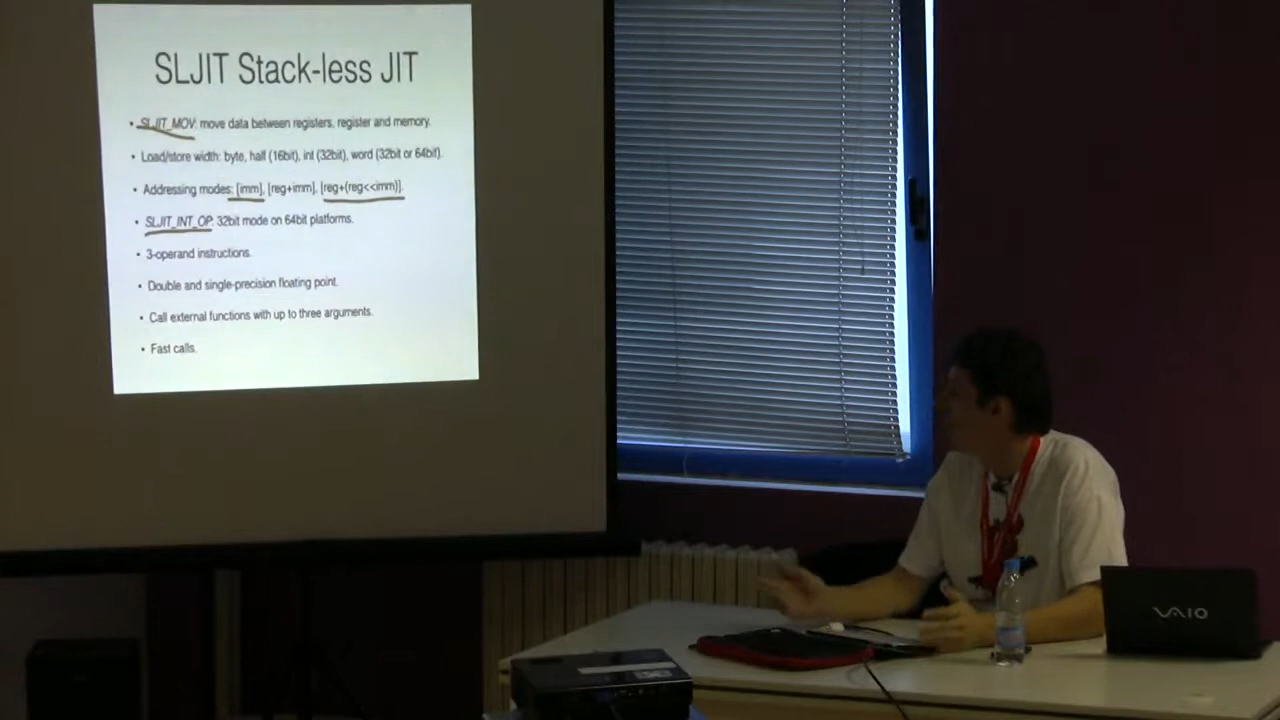 SLJIT Stack-less JIT
• SLJIT_MOV: move data between registers, register and memory.
• Load/store width: byte, half (16bit), int (32bit), word (32bit or 64bit).
• Addressing modes: [imm], [reg+imm], [reg+(reg<<imm)].
• SLJIT_INT_OP: 32bit mode on 64bit platforms.
• 3-operand instructions.
• Double and single-precision floating point.
• Call external functions with up to three arguments.
• Fast calls.
VAIO